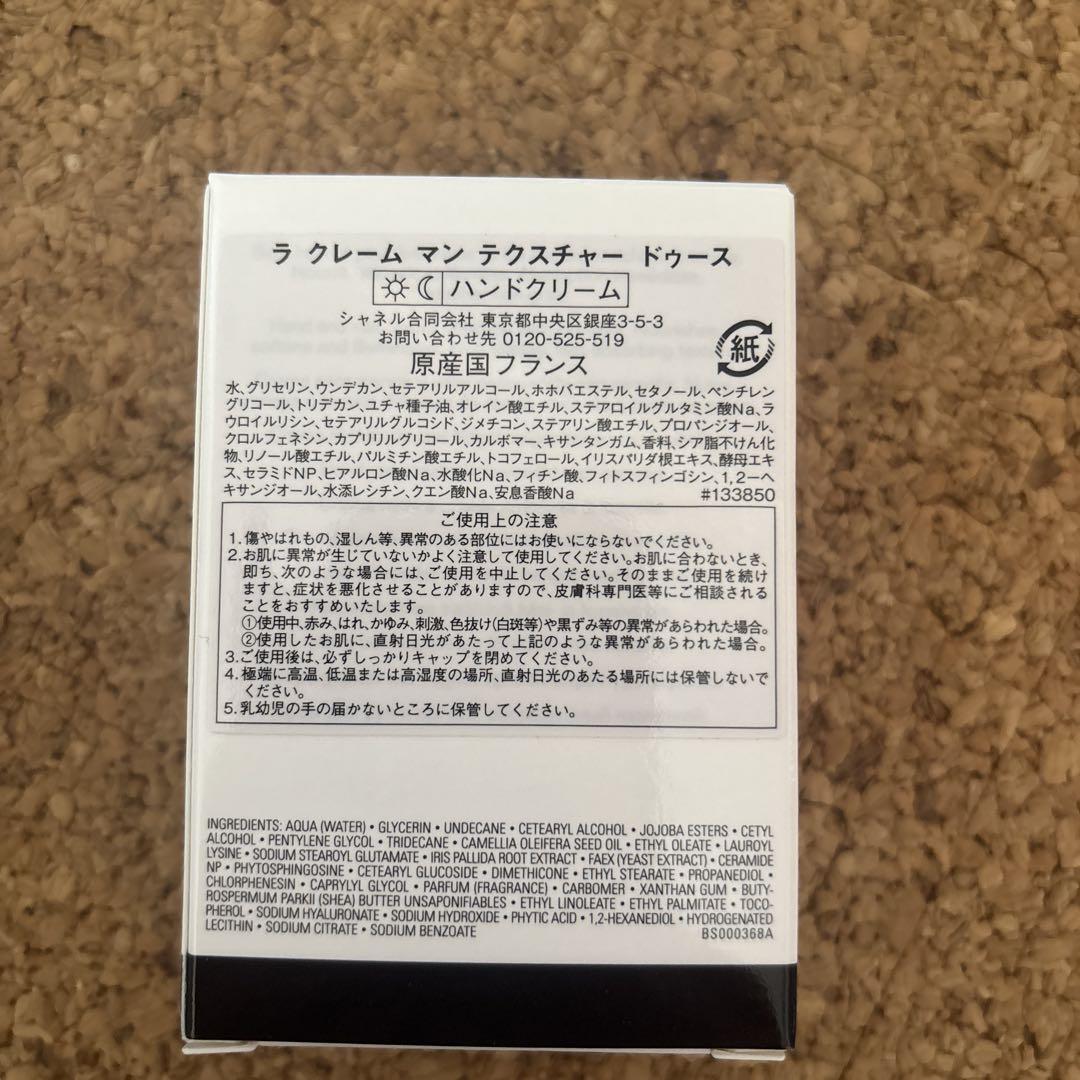 ラ クレーム マン テクスチャー ドゥース
ハンドクリーム
シャネル合同会社 東京都中央区銀座3-5-3
お問い合わせ先 0120-525-519
紙
原産国フランス
水、グリセリン、ウンデカン、セテアリルアルコール、ホホバエステル、セタノール、ペンチレン
グリコール、トリデカン、ユチャ種子油、オレイン酸エチル、ステアロイルグルタミン酸Na、ラ
ウロイルリシン、セテアリルグルコシド、ジメチコン、ステアリン酸エチル、プロパンジオール、
クロルフェネシン、カプリリルグリコール、カルボマー、キサンタンガム、香料、シア脂不けん化
物、リノール酸エチル、パルミチン酸エチル、トコフェロール、イリスパリダ根エキス、酵母エキ
ス、セラミドNP、ヒアルロン酸Na、水酸化Na、フィチン酸、フィトスフィンゴシン、1,2-ヘ
キサンジオール、水添レシチン、クエン酸Na、安息香酸Na #133850
ご使用上の注意
1. 傷やはれもの、湿しん等、異常のある部位にはお使いにならないでください。
2. お肌に異常が生じていないかよく注意して使用してください。お肌に合わないとき、
即ち、次のような場合には、ご使用を中止してください。そのままご使用を続け
ますと、症状を悪化させることがありますので、皮膚科専門医等にご相談される
ことをおすすめいたします。
①使用中、赤み、はれ、かゆみ、刺激、色抜け(白斑等)や黒ずみ等の異常があらわれた場合。
②使用したお肌に、直射日光があたって上記のような異常があらわれた場合。
3. ご使用後は、必ずしっかりキャップを閉めてください。
4. 極端に高温、低温または高湿度の場所、直射日光のあたる場所には保管しないで
ください。
5. 乳幼児の手の届かないところに保管してください。
INGREDIENTS: AQUA (WATER) • GLYCERIN • UNDECANE • CETEARYL ALCOHOL • JOJOBA ESTERS • CETYL
ALCOHOL • PENTYLENE GLYCOL • TRIDECANE • CAMELLIA OLEIFERA SEED OIL • ETHYL OLEATE • LAUROYL
LYSINE • SODIUM STEAROYL GLUTAMATE • IRIS PALLIDA ROOT EXTRACT • FAEX (YEAST EXTRACT) • CERAMIDE
NP • PHYTOSPHINGOSINE • CETEARYL GLUCOSIDE • DIMETHICONE • ETHYL STEARATE • PROPANEDIOL •
CHLORPHENESIN • CAPRYLYL GLYCOL • PARFUM (FRAGRANCE) • CARBOMER • XANTHAN GUM • BUTY-
ROSPERMUM PARKII (SHEA) BUTTER UNSAPONIFIABLES • ETHYL LINOLEATE • ETHYL PALMITATE • TOCO-
PHEROL • SODIUM HYALURONATE • SODIUM HYDROXIDE • PHYTIC ACID • 1,2-HEXANEDIOL • HYDROGENATED
LECITHIN • SODIUM CITRATE • SODIUM BENZOATE BS000368A